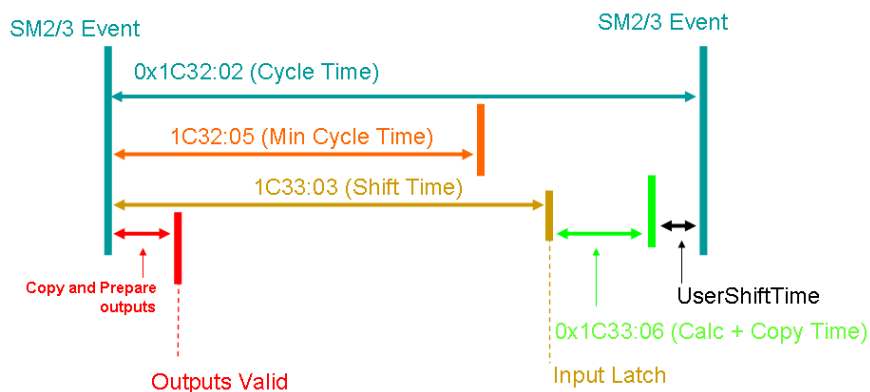 SM2/3 Event
SM2/3 Event
0x1C32:02 (Cycle Time)
1C32:05 (Min Cycle Time)
1C33:03 (Shift Time)
Copy and Prepare
outputs
UserShiftTime
0x1C33:06 (Calc + Copy Time)
Outputs Valid
Input Latch